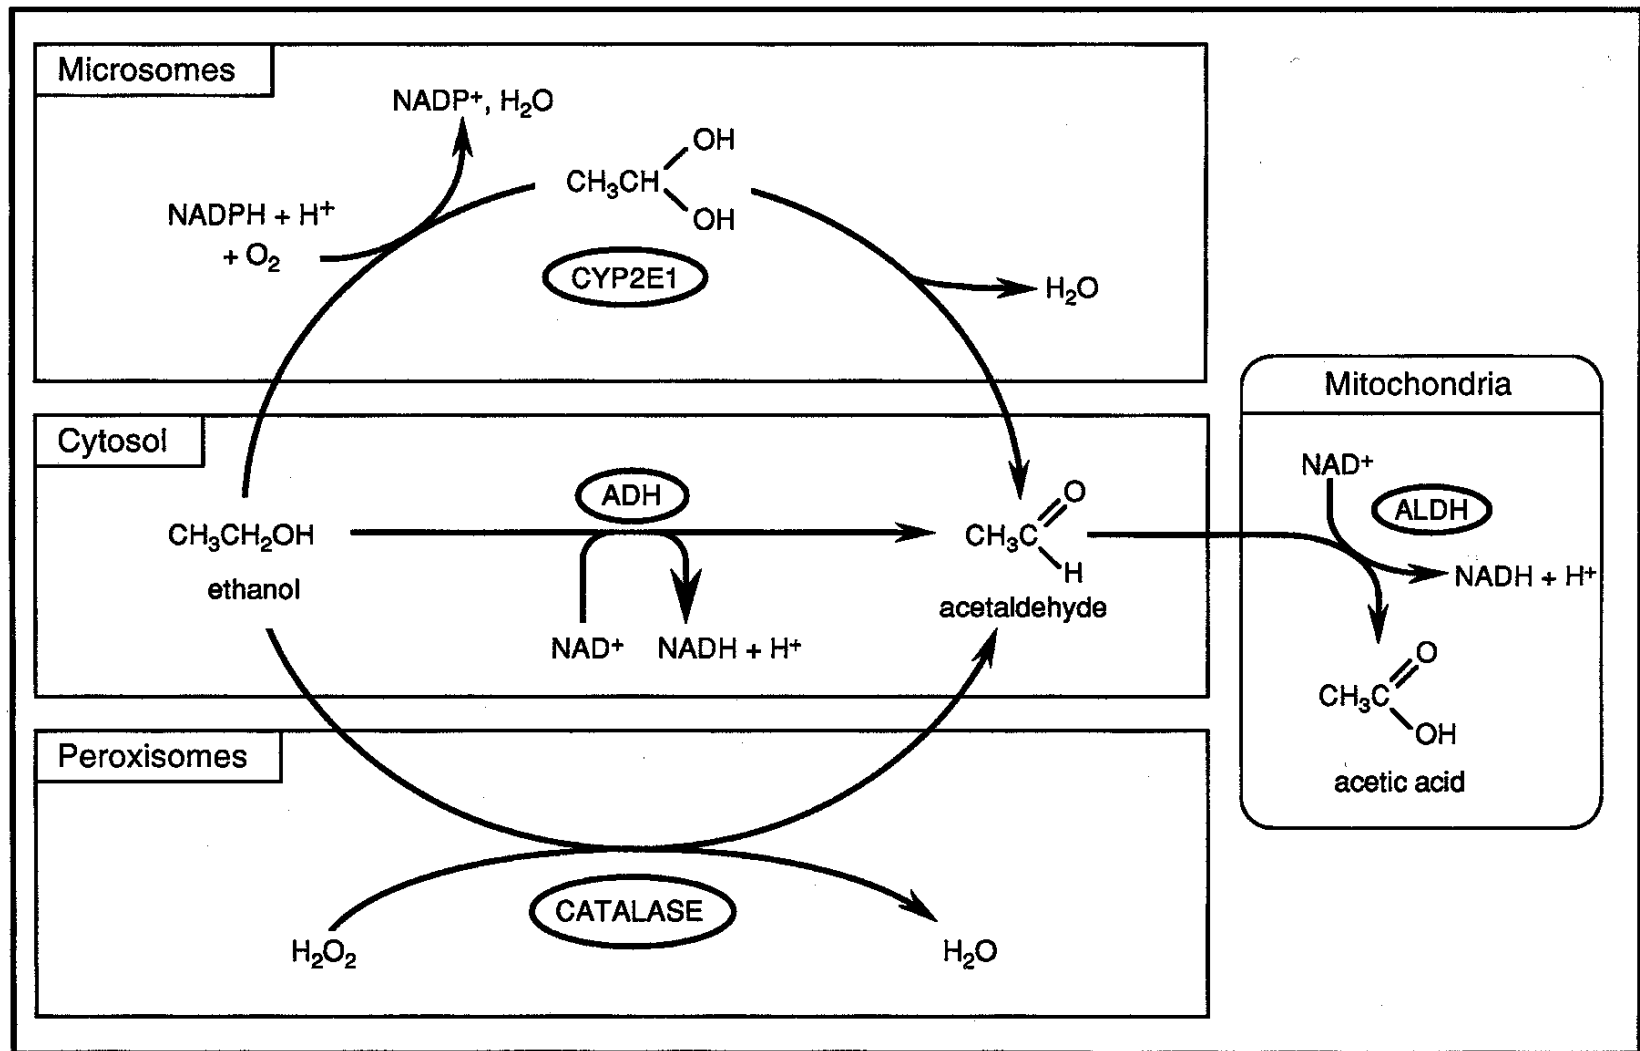 Microsomes
NADP+, H2O
OH
CH3CH
OH
NADPH + H+
+ O2
CYP2E1
H2O
Mitochondria
Cytosol
NAD+
ADH
O
ALDH
CH3CH2OH
CH3C
H
NADH + H+
ethanol
acetaldehyde
NAD+
NADH + H+
O
CH3C
OH
Peroxisomes
acetic acid
CATALASE
H2O2
H2O